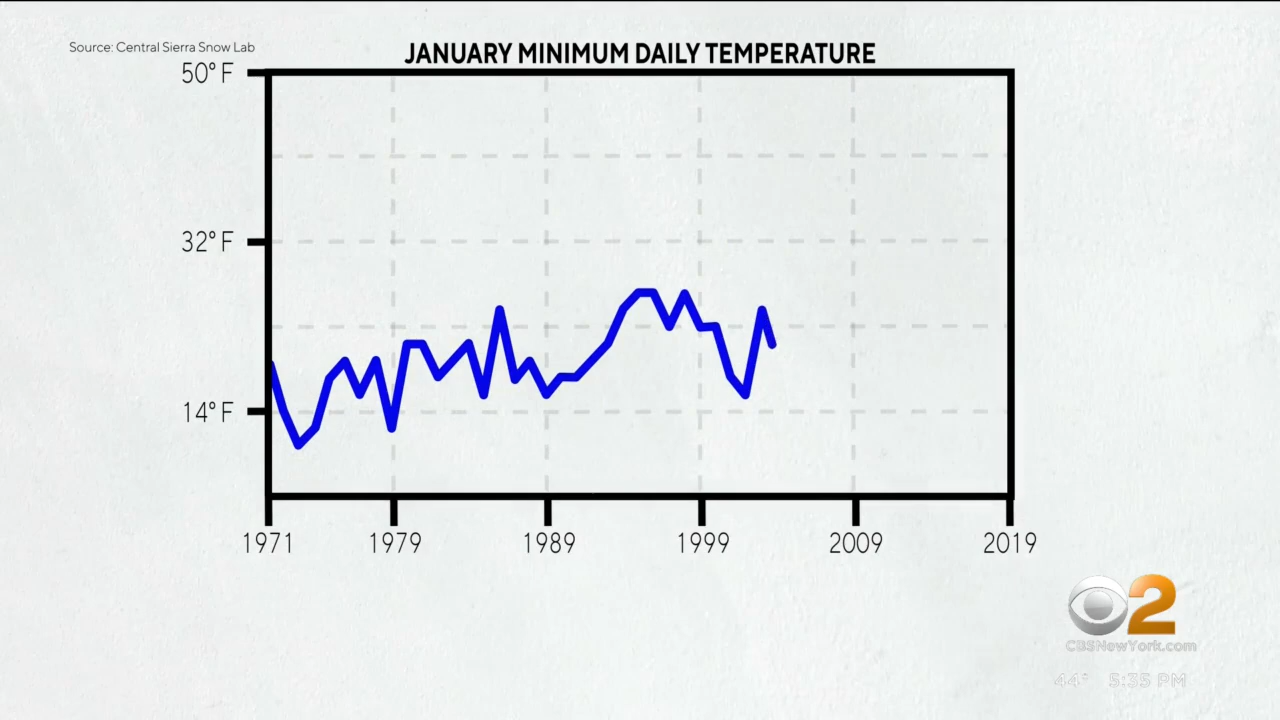 Source: Central Sierra Snow Lab
JANUARY MINIMUM DAILY TEMPERATURE
50°F
32°F
14°F
1971 1979 1989 1999 2009 2019
2
CBSNewYork.com
44° 5:35 PM